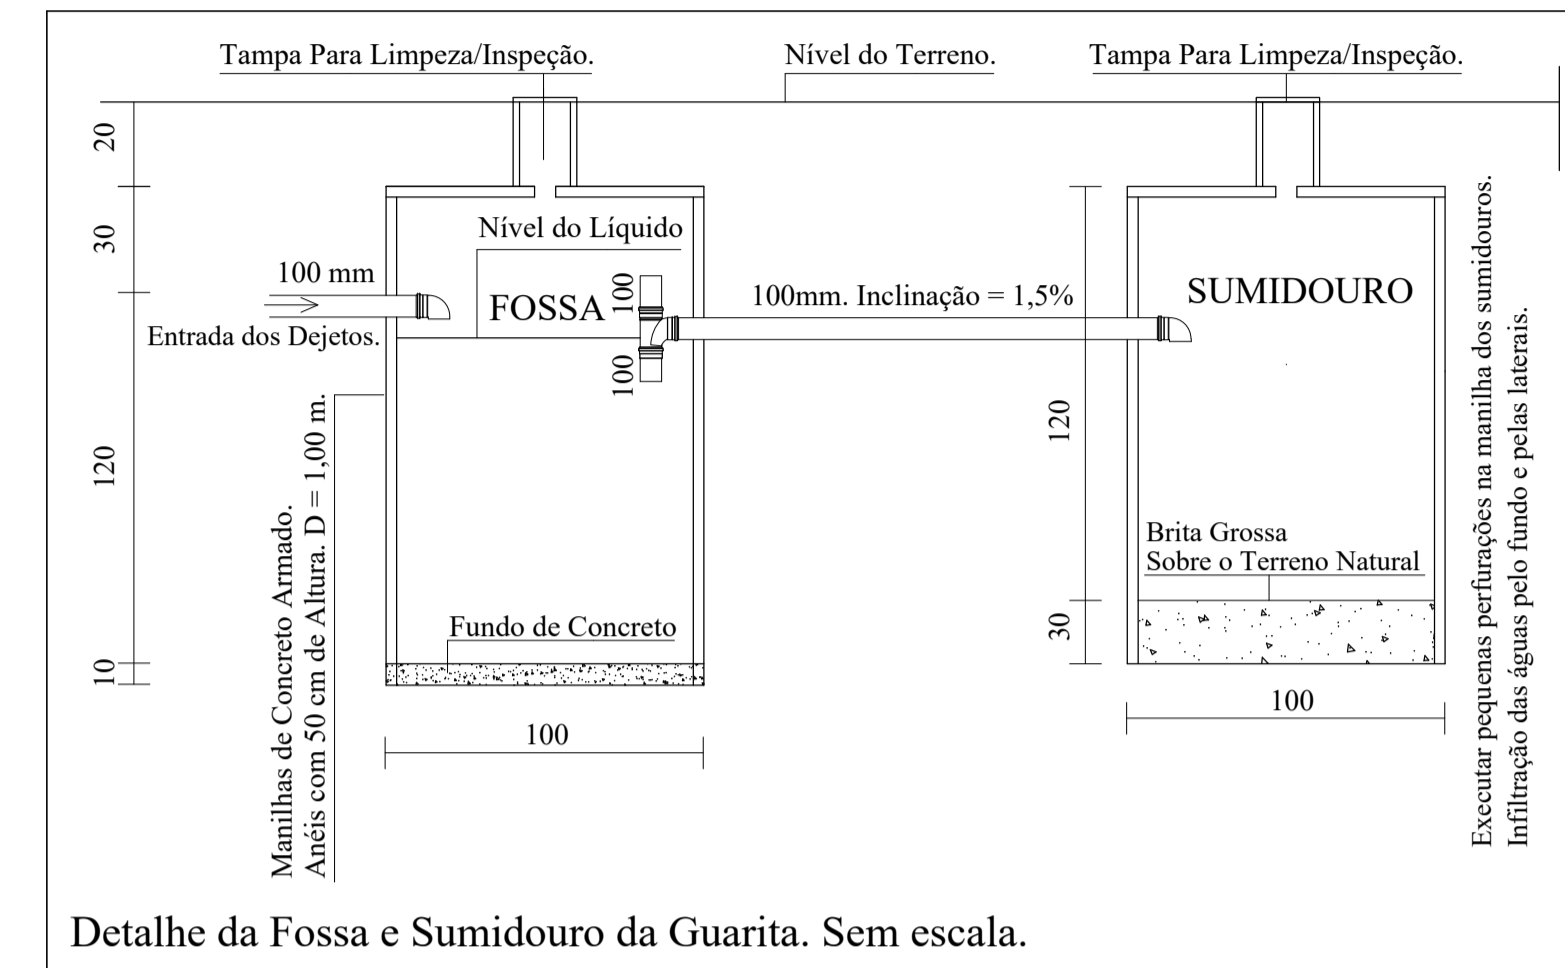 Tampa Para Limpeza/Inspeção.
Nível do Terreno.
Tampa Para Limpeza/Inspeção.
20
30
120
10
100 mm
Entrada dos Dejetos.
Nível do Líquido
FOSSA
100
100
100mm. Inclinação = 1,5%
SUMIDOURO
Manilhas de Concreto Armado.
Anéis com 50 cm de Altura. D = 1,00 m.
Fundo de Concreto
100
120
30
Brita Grossa
Sobre o Terreno Natural
100
Executar pequenas perfurações na manilha dos sumidouros.
Infiltração das águas pelo fundo e pelas laterais.
Detalhe da Fossa e Sumidouro da Guarita. Sem escala.